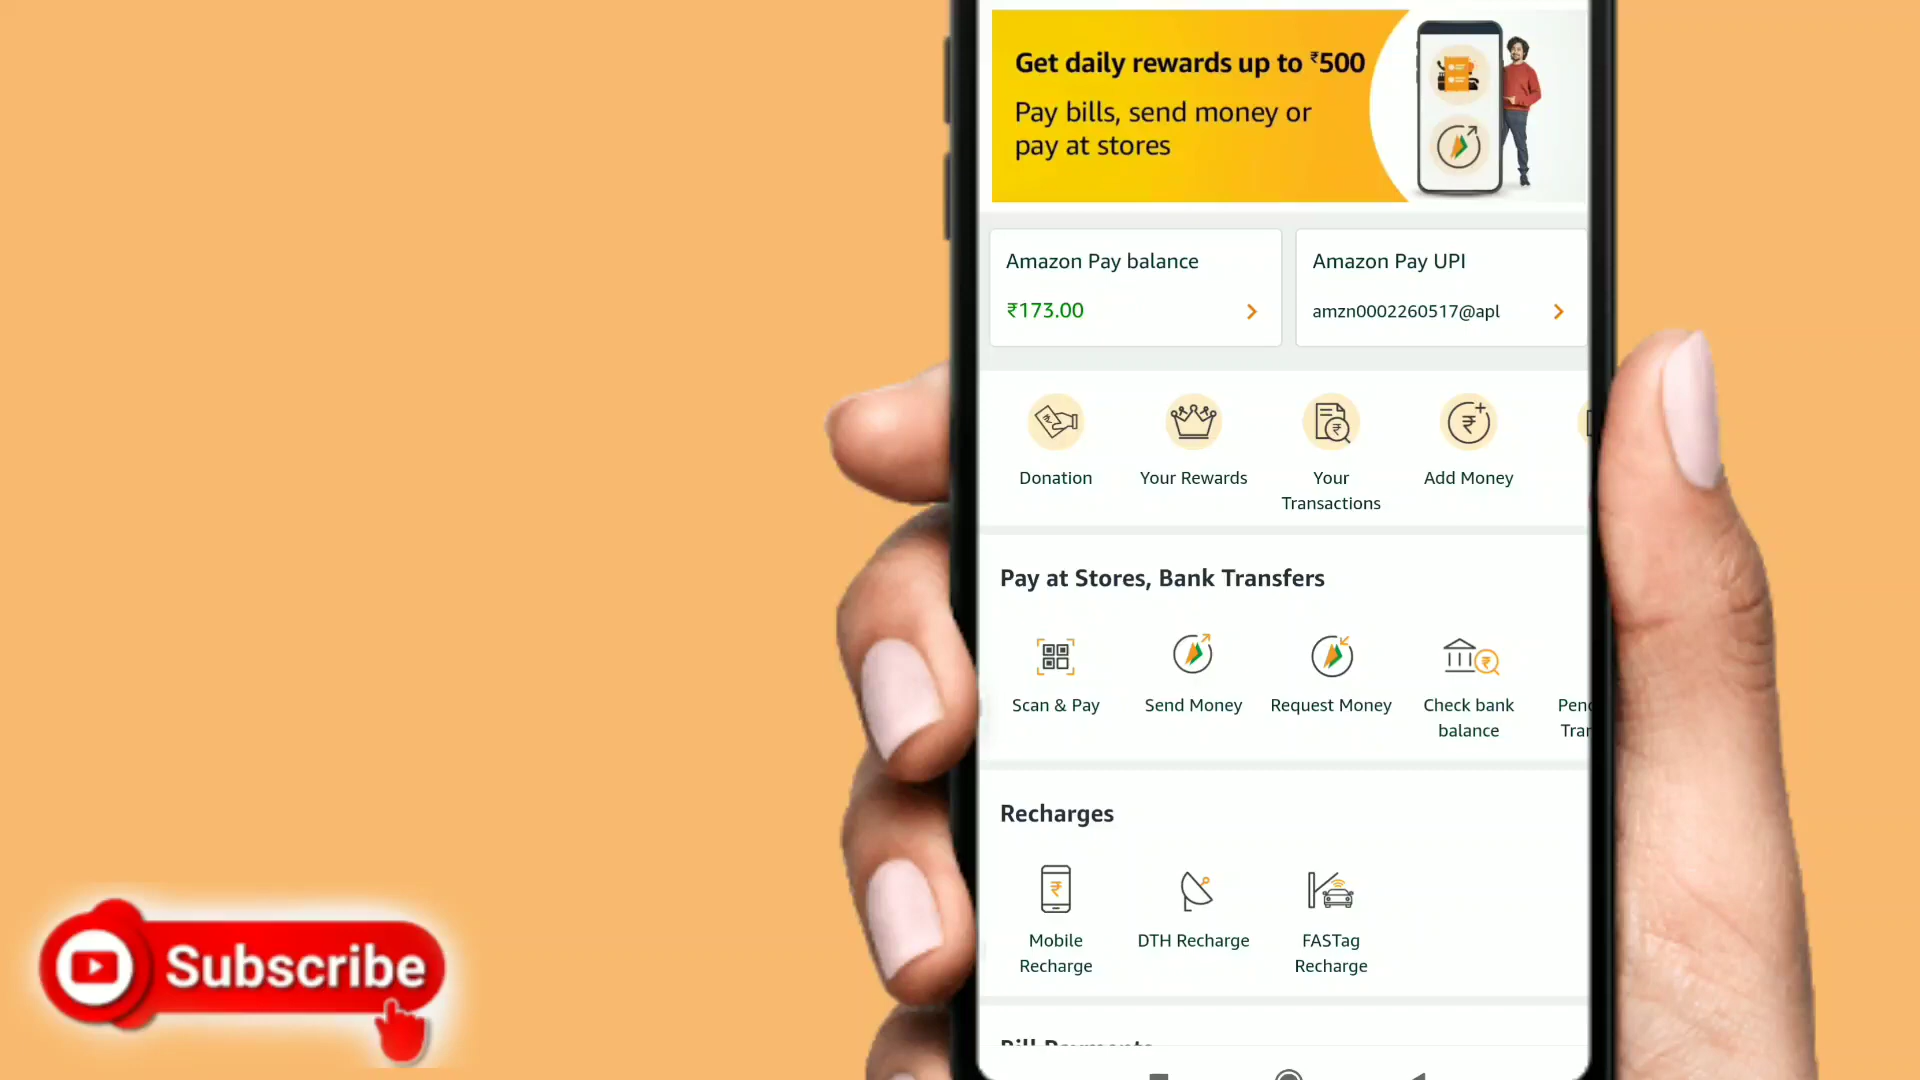 Get daily rewards up to ₹500
Pay bills, send money or
pay at stores
Amazon Pay balance
₹173.00
Amazon Pay UPI
amzn0002260517@apl
Donation
Your Rewards
Your
Transactions
Add Money
Pay at Stores, Bank Transfers
Scan & Pay
Send Money
Request Money
Check bank
balance
Recharges
Mobile
Recharge
DTH Recharge
FASTag
Recharge
Subscribe